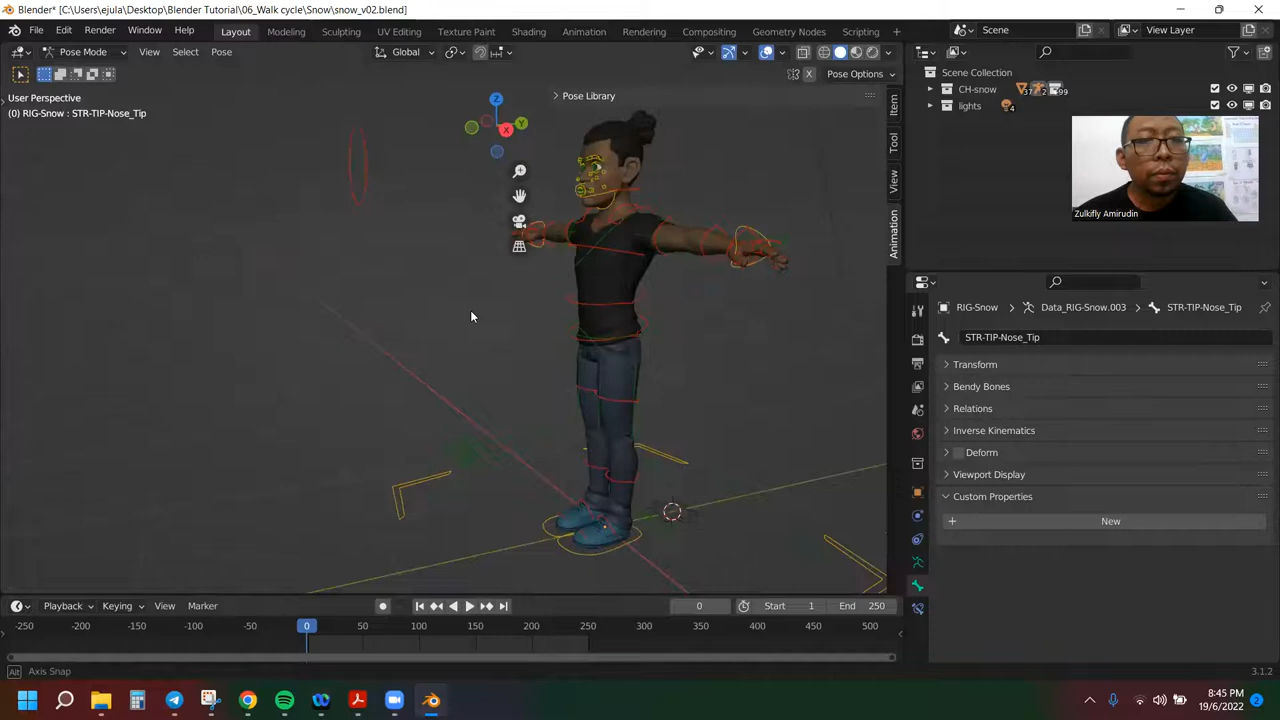 Blender* [C:\Users\ejula\Desktop\Blender Tutorial\06_Walk cycle\Snow\snow_v02.blend]
File Edit Render Window Help Layout Modeling Sculpting UV Editing Texture Paint Shading Animation Rendering Compositing Geometry Nodes Scripting Scene View Layer
Pose Mode View Select Pose Global
X Pose Options
User Perspective
(0) RIG-Snow : STR-TIP-Nose_Tip
Pose Library
Z
Y
X
Item
Tool
View
Animation
Scene Collection
CH-snow 37 2 99
lights 4
Zulkifly Amirudin
RIG-Snow > Data_RIG-Snow.003 > STR-TIP-Nose_Tip
STR-TIP-Nose_Tip
Transform
Bendy Bones
Relations
Inverse Kinematics
Deform
Viewport Display
Custom Properties
+ New
Playback Keying View Marker 0 Start 1 End 250
-250 -200 -150 -100 -50 0 50 100 150 200 250 300 350 400 450 500
Alt Axis Snap 3.1.2
8:45 PM
19/6/2022
2